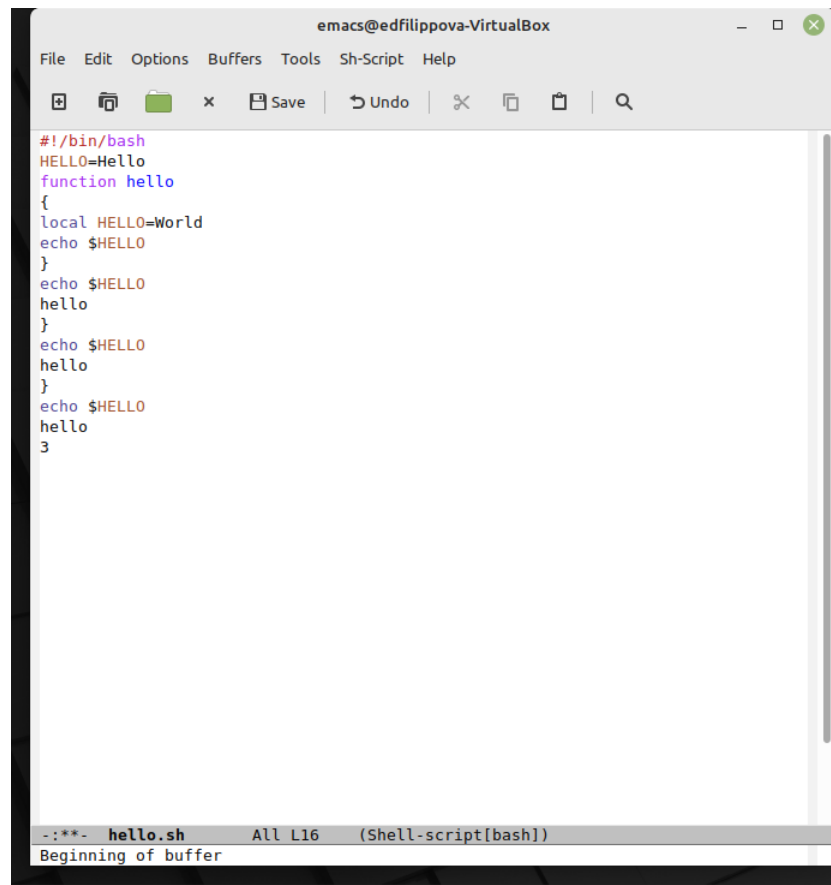 emacs@edfilippova-VirtualBox
File Edit Options Buffers Tools Sh-Script Help
Save Undo
#!/bin/bash
HELLO=Hello
function hello
{
local HELLO=World
echo $HELLO
}
echo $HELLO
hello
}
echo $HELLO
hello
}
echo $HELLO
hello
3
-:**- hello.sh All L16 (Shell-script[bash])
Beginning of buffer